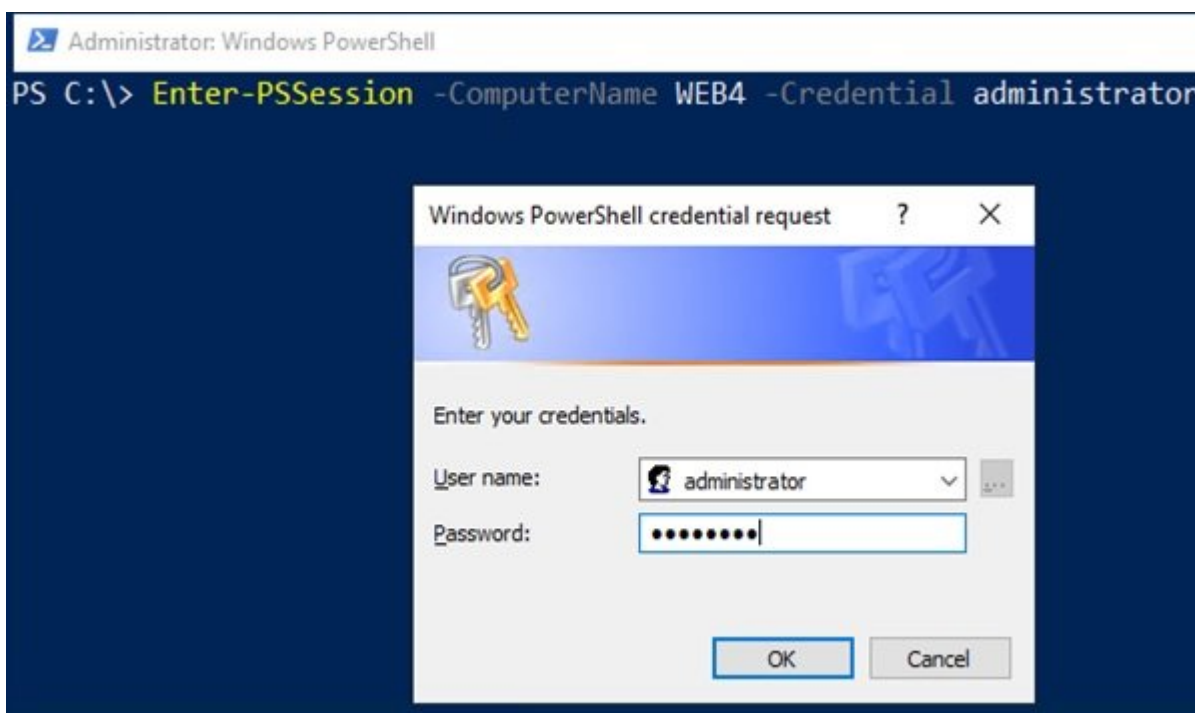 Administrator: Windows PowerShell
PS C:\> Enter-PSSession -ComputerName WEB4 -Credential administrator
Windows PowerShell credential request ?
Enter your credentials.
User name: administrator ...
Password: ••••••••
OK Cancel